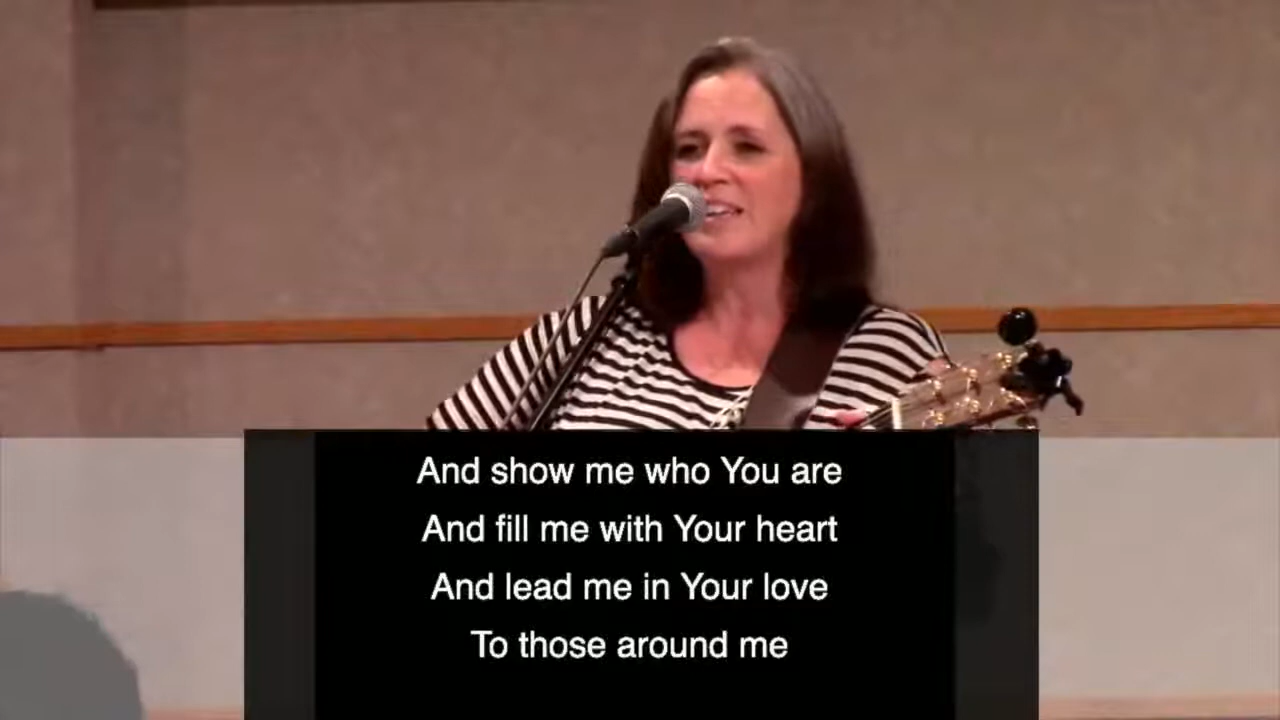 And show me who You are
And fill me with Your heart
And lead me in Your love
To those around me